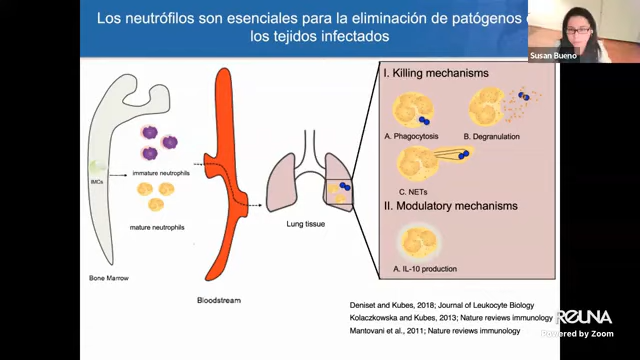 Los neutrófilos son esenciales para la eliminación de patógenos
los tejidos infectados
Susan Bueno
I. Killing mechanisms
A. Phagocytosis
B. Degranulation
C. NETs
II. Modulatory mechanisms
A. IL-10 production
IMCs
immature neutrophils
mature neutrophils
Bone Marrow
Bloodstream
Lung tissue
Deniset and Kubes, 2018; Journal of Leukocyte Biology
Kolaczkowska and Kubes, 2013; Nature reviews immunology
Mantovani et al., 2011; Nature reviews immunology
REUNA
Powered by Zoom